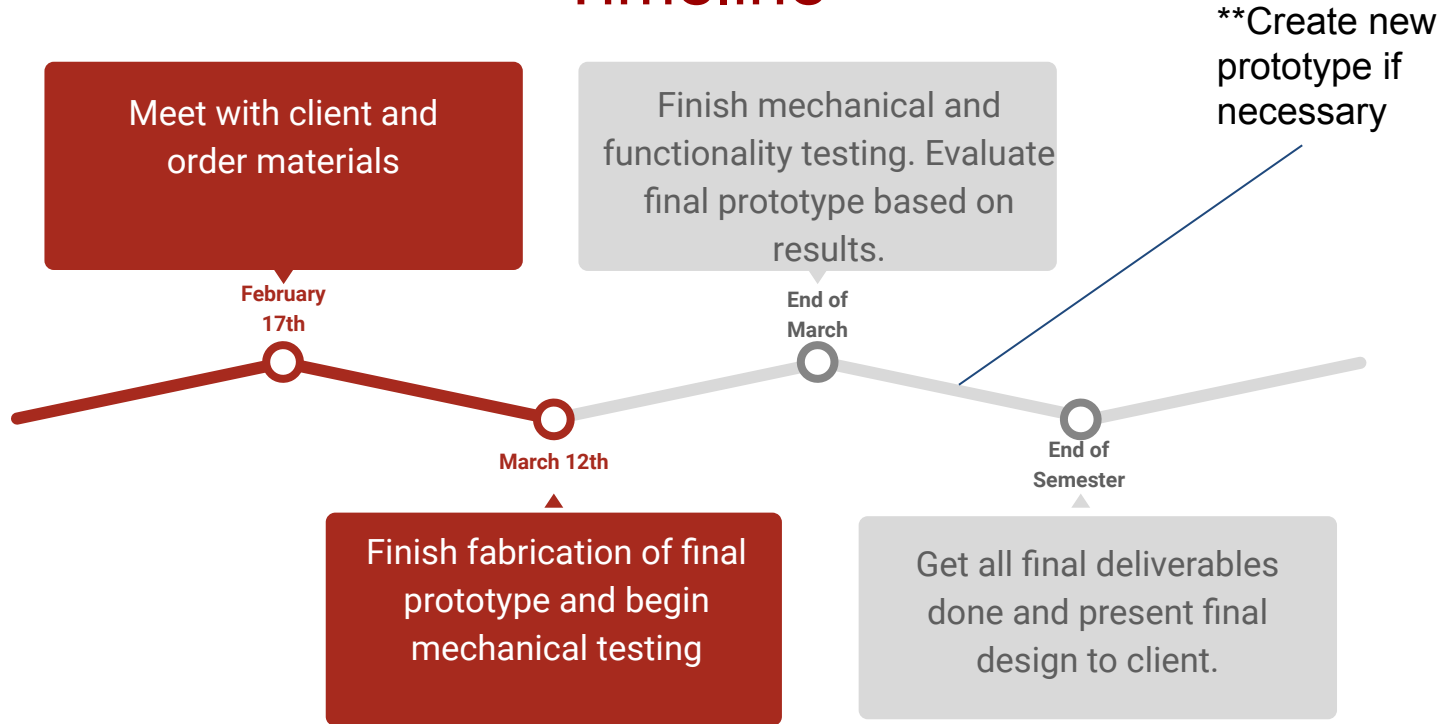 Timeline
**Create new
prototype if
necessary
Meet with client and
order materials
Finish mechanical and
functionality testing. Evaluate
final prototype based on
results.
February
17th
End of
March
March 12th
End of
Semester
Finish fabrication of final
prototype and begin
mechanical testing
Get all final deliverables
done and present final
design to client.